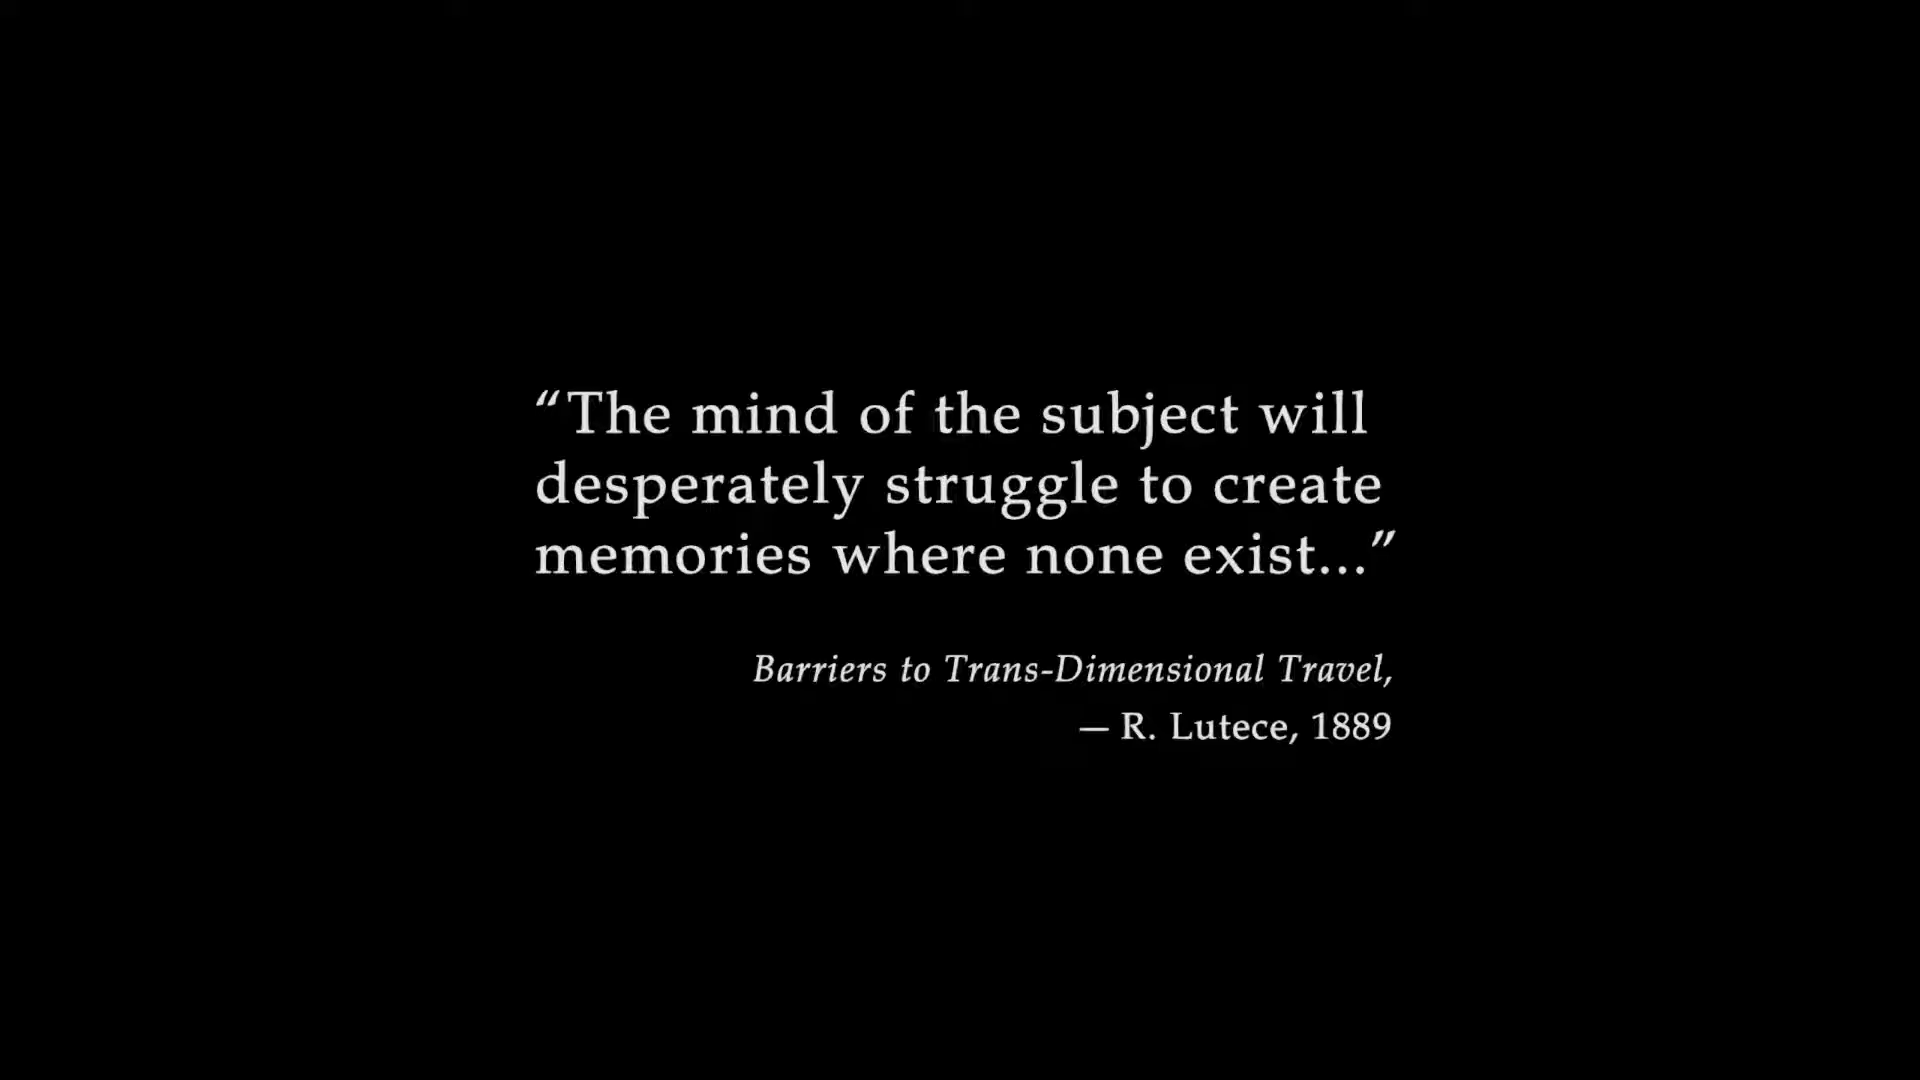 “The mind of the subject will
desperately struggle to create
memories where none exist...”
Barriers to Trans-Dimensional Travel,
— R. Lutece, 1889